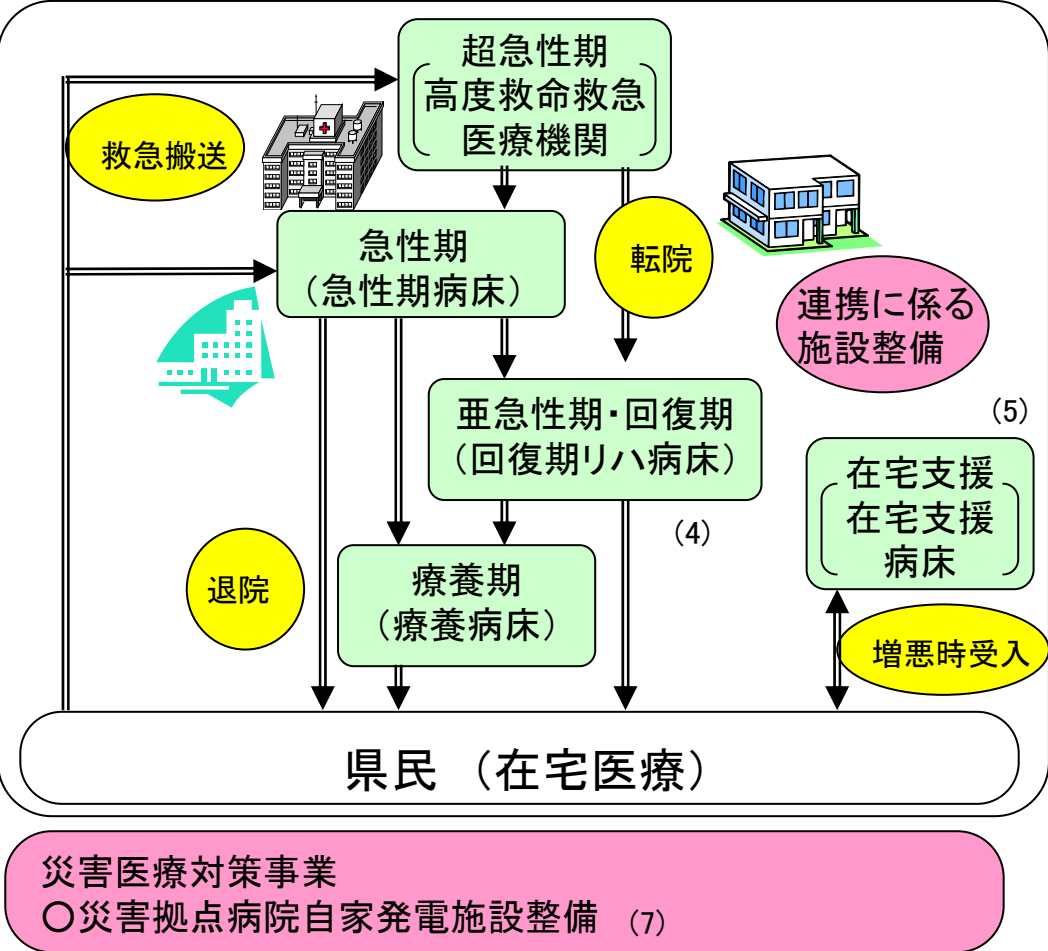 超急性期
高度救命救急
医療機関
救急搬送
急性期
（急性期病床）
転院
連携に係る
施設整備
亜急性期・回復期
（回復期リハ病床）
（4）
（5）
在宅支援
在宅支援
病床
退院
療養期
（療養病床）
増悪時受入
県民 （在宅医療）
災害医療対策事業
〇災害拠点病院自家発電施設整備 （7）